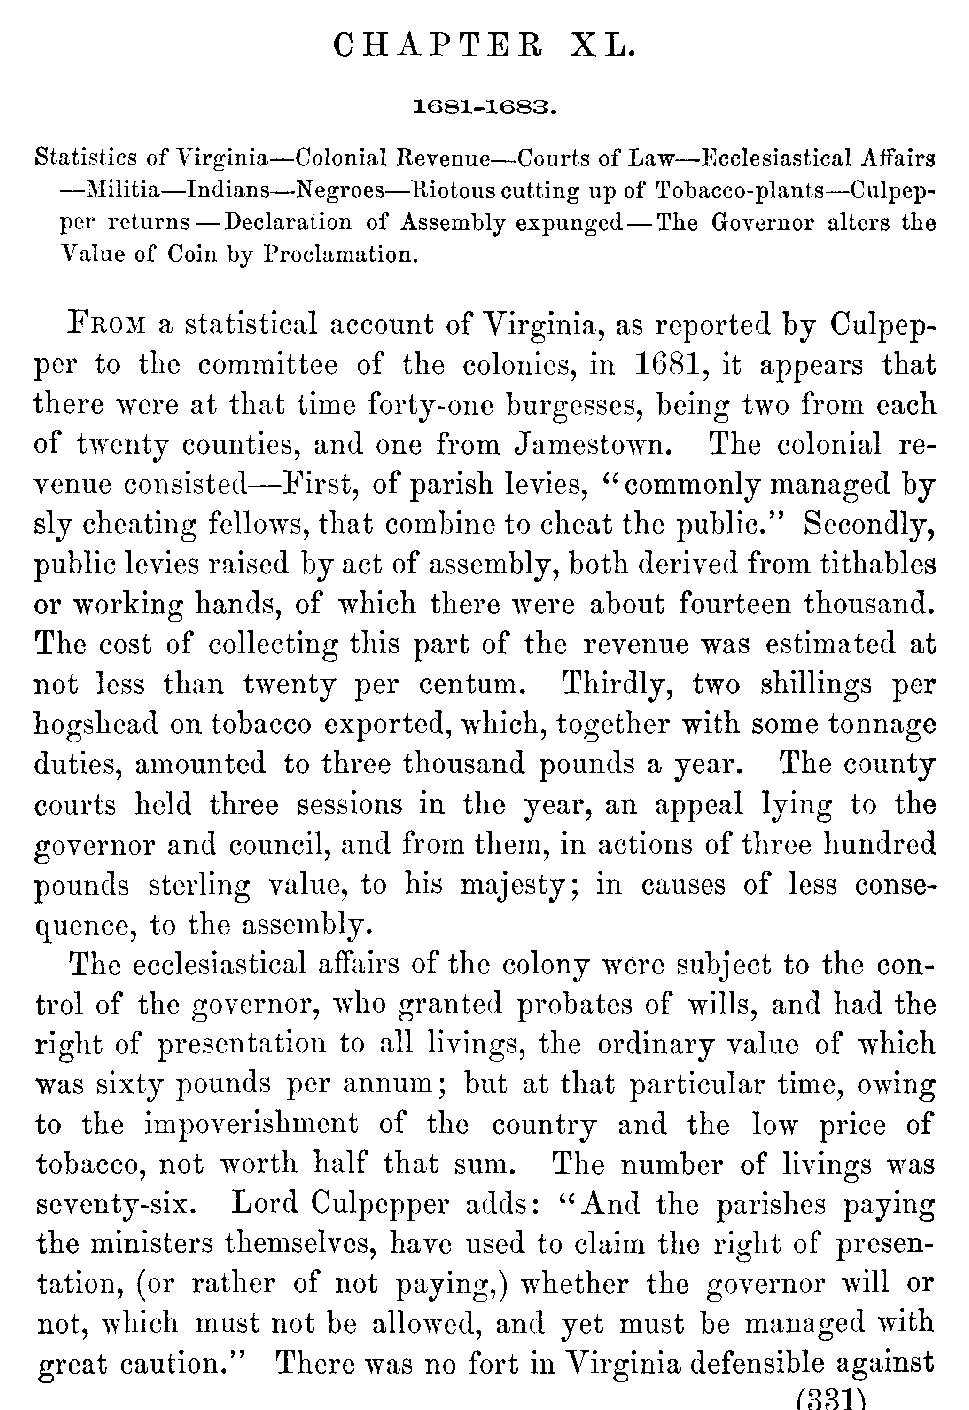 CHAPTER XL.
1681-1683.
Statistics of Virginia—Colonial Revenue—Courts of Law—Ecclesiastical Affairs
—Militia—Indians—Negroes—Riotous cutting up of Tobacco-plants—Culpep-
per returns—Declaration of Assembly expunged—The Governor alters the
Value of Coin by Proclamation.
FROM a statistical account of Virginia, as reported by Culpep-
per to the committee of the colonies, in 1681, it appears that
there were at that time forty-one burgesses, being two from each
of twenty counties, and one from Jamestown. The colonial re-
venue consisted—First, of parish levies, "commonly managed by
sly cheating fellows, that combine to cheat the public." Secondly,
public levies raised by act of assembly, both derived from tithables
or working hands, of which there were about fourteen thousand.
The cost of collecting this part of the revenue was estimated at
not less than twenty per centum. Thirdly, two shillings per
hogshead on tobacco exported, which, together with some tonnage
duties, amounted to three thousand pounds a year. The county
courts held three sessions in the year, an appeal lying to the
governor and council, and from them, in actions of three hundred
pounds sterling value, to his majesty; in causes of less conse-
quence, to the assembly.
The ecclesiastical affairs of the colony were subject to the con-
trol of the governor, who granted probates of wills, and had the
right of presentation to all livings, the ordinary value of which
was sixty pounds per annum; but at that particular time, owing
to the impoverishment of the country and the low price of
tobacco, not worth half that sum. The number of livings was
seventy-six. Lord Culpepper adds: "And the parishes paying
the ministers themselves, have used to claim the right of presen-
tation, (or rather of not paying,) whether the governor will or
not, which must not be allowed, and yet must be managed with
great caution." There was no fort in Virginia defensible against
(331)